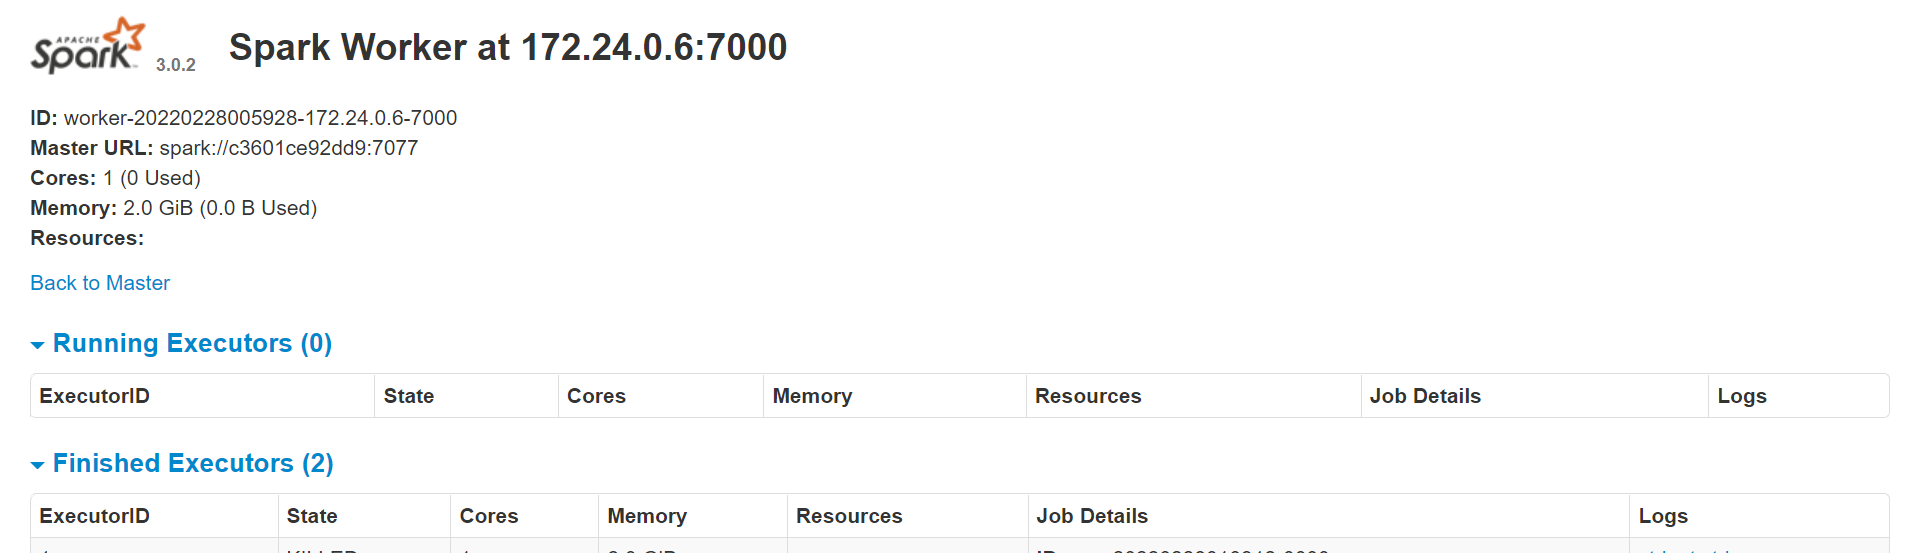 APACHE
Spark 3.0.2 Spark Worker at 172.24.0.6:7000
ID: worker-20220228005928-172.24.0.6-7000
Master URL: spark://c3601ce92dd9:7077
Cores: 1 (0 Used)
Memory: 2.0 GiB (0.0 B Used)
Resources:
Back to Master
Running Executors (0)
ExecutorID State Cores Memory Resources Job Details Logs
Finished Executors (2)
ExecutorID State Cores Memory Resources Job Details Logs